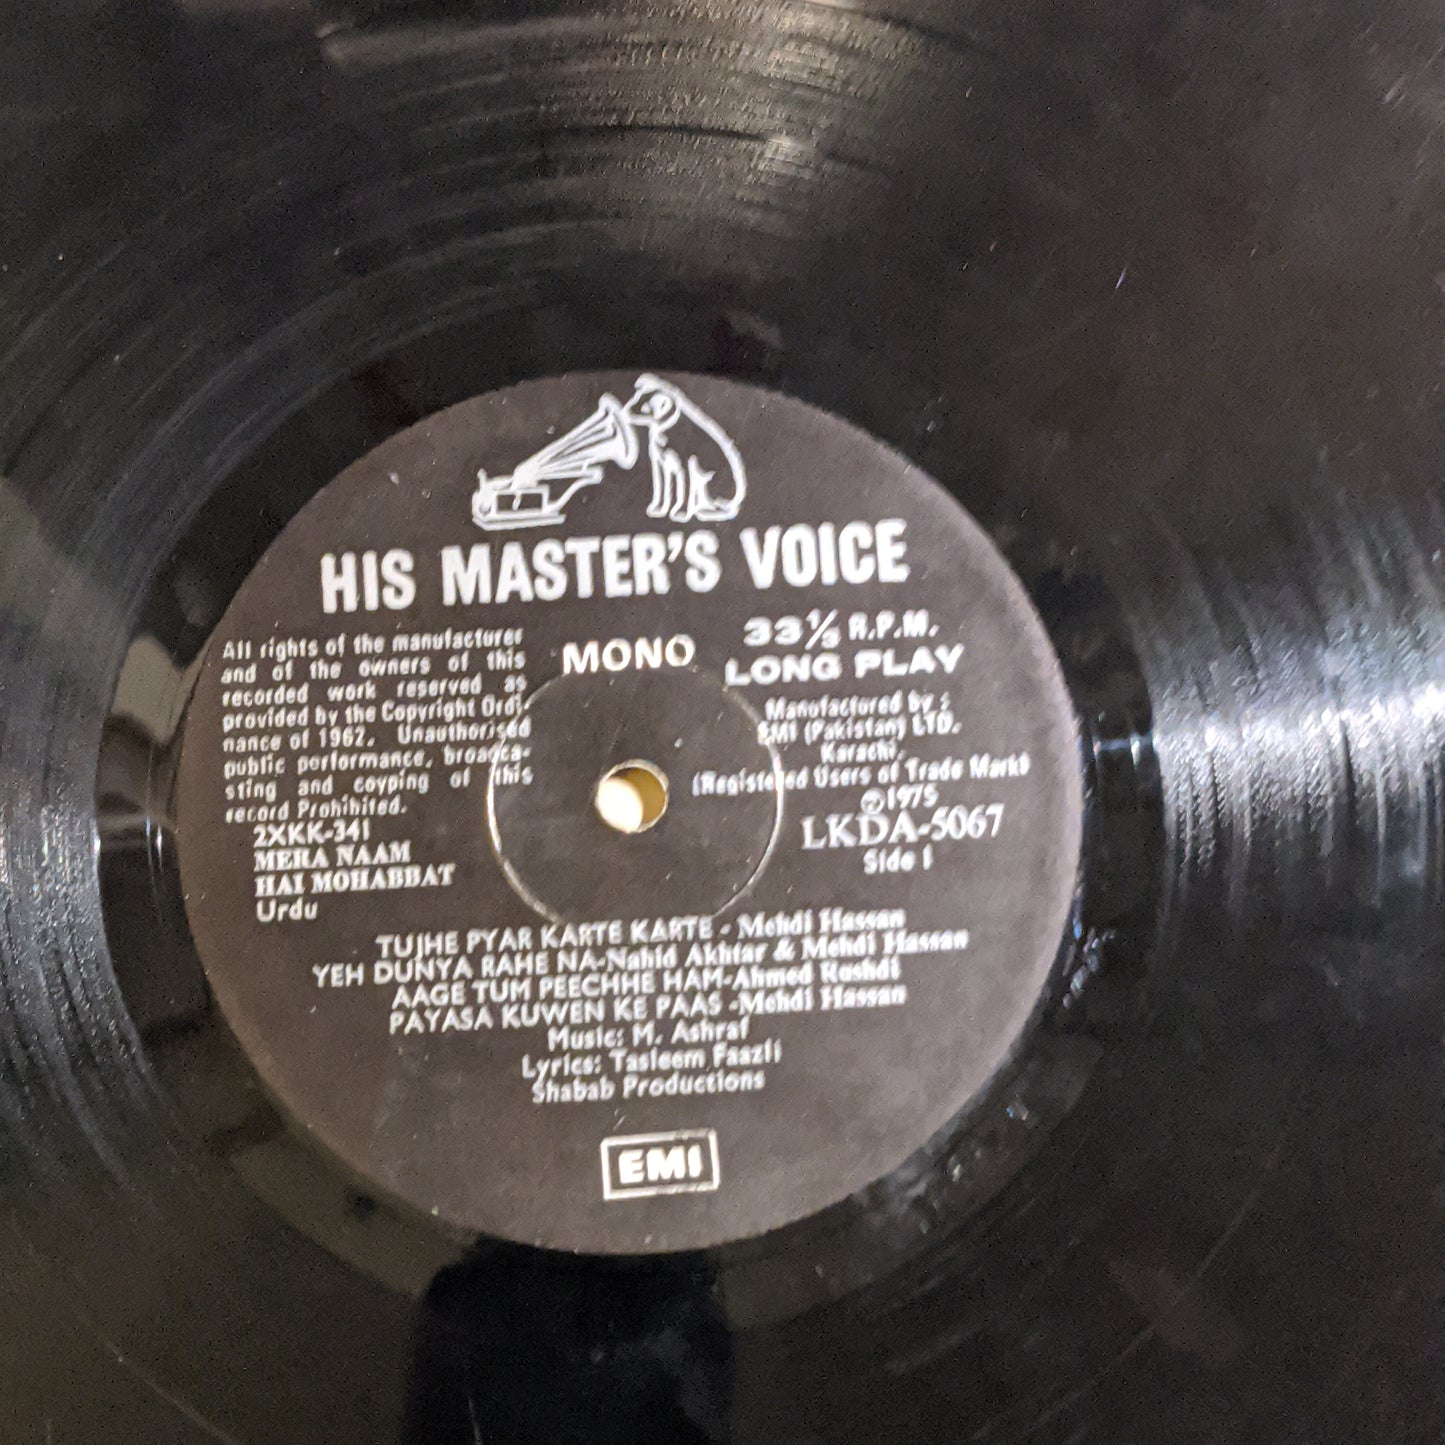 HIS MASTER'S VOICE
All rights of the manufacturer
and of the owners of this
recorded work reserved as
provided by the Copyright Ordi-
nance of 1962. Unauthorised
public performance, broadca-
sting and coyping of this
record Prohibited.
MONO
33⅓ R.P.M.
LONG PLAY
Manufactured by :
EMI (Pakistan) LTD.
Karachi,
(Registered Users of Trade Mark)
Ⓟ1975
LKDA-5067
Side 1
2XKK-341
MERA NAAM
HAI MOHABBAT
Urdu
TUJHE PYAR KARTE KARTE - Mehdi Hassan
YEH DUNYA RAHE NA-Nahid Akhtar & Mehdi Hassan
AAGE TUM PEECHHE HAM-Ahmed Rushdi
PAYASA KUWEN KE PAAS -Mehdi Hassan
Music: M. Ashraf
Lyrics: Tasleem Faazli
Shabab Productions
EMI